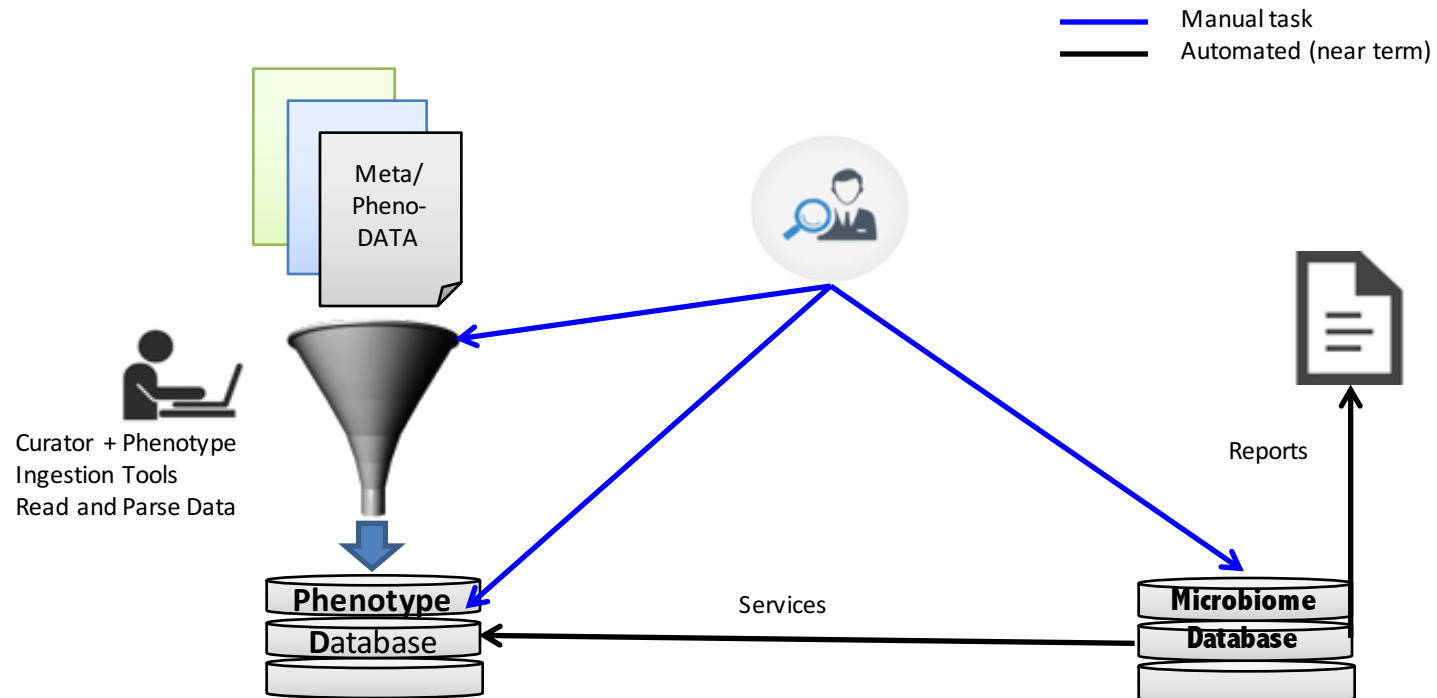 Manual task
Automated (near term)
Meta/
Pheno-
DATA
Curator + Phenotype
Ingestion Tools
Read and Parse Data
Reports
Services
Phenotype
Database
Microbiome
Database